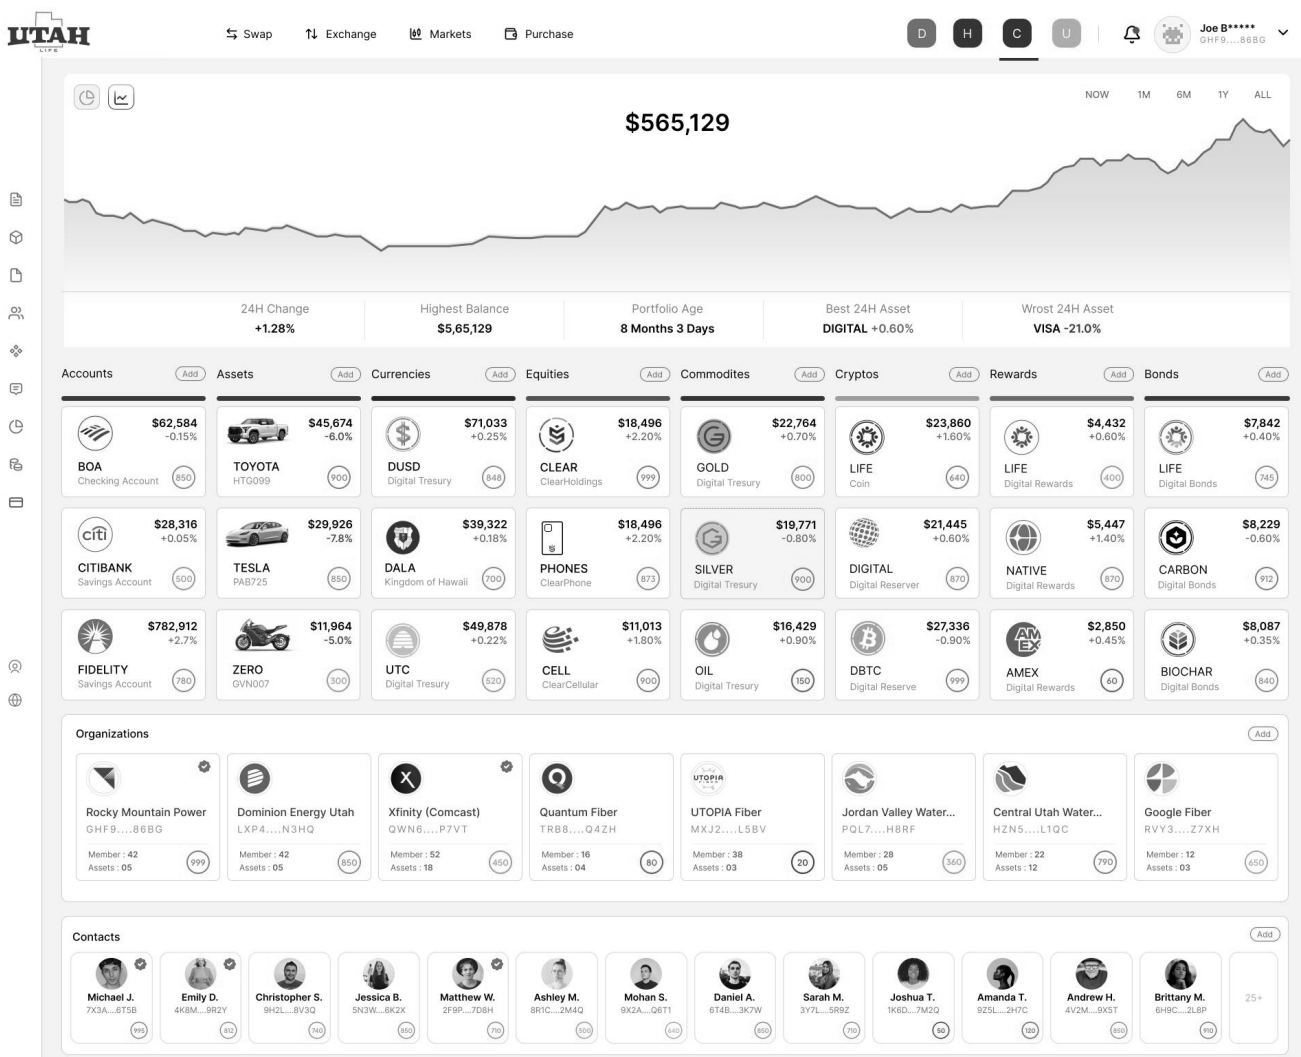 UTAH
LIFE
Swap
Exchange
Markets
Purchase
D
H
C
U
Joe B*****
GHF9....86BG
NOW 1M 6M 1Y ALL
$565,129
24H Change
+1.28%
Highest Balance
$5,65,129
Portfolio Age
8 Months 3 Days
Best 24H Asset
DIGITAL +0.60%
Wrost 24H Asset
VISA -21.0%
Accounts Add
Assets Add
Currencies Add
Equities Add
Commodites Add
Cryptos Add
Rewards Add
Bonds Add
$62,584
-0.15%
BOA
Checking Account
850
$45,674
-6.0%
TOYOTA
HTG099
900
$71,033
+0.25%
DUSD
Digital Tresury
848
$18,496
+2.20%
CLEAR
ClearHoldings
999
$22,764
+0.70%
GOLD
Digital Tresury
800
$23,860
+1.60%
LIFE
Coin
640
$4,432
+0.60%
LIFE
Digital Rewards
400
$7,842
+0.40%
LIFE
Digital Bonds
745
citi
$28,316
+0.05%
CITIBANK
Savings Account
500
$29,926
-7.8%
TESLA
PAB725
850
$39,322
+0.18%
DALA
Kingdom of Hawaii
700
$18,496
+2.20%
PHONES
ClearPhone
873
$19,771
-0.80%
SILVER
Digital Tresury
900
$21,445
+0.60%
DIGITAL
Digital Reserver
870
$5,447
+1.40%
NATIVE
Digital Rewards
870
$8,229
-0.60%
CARBON
Digital Bonds
912
$782,912
+2.7%
FIDELITY
Savings Account
780
$11,964
-5.0%
ZERO
GVN007
300
$49,878
+0.22%
UTC
Digital Tresury
520
$11,013
+1.80%
CELL
ClearCellular
900
$16,429
+0.90%
OIL
Digital Tresury
150
$27,336
-0.90%
DBTC
Digital Reserve
999
AM
EX
$2,850
+0.45%
AMEX
Digital Rewards
60
$8,087
+0.35%
BIOCHAR
Digital Bonds
840
Organizations
Add
Rocky Mountain Power
GHF9....86BG
Member : 42
Assets : 05
999
Dominion Energy Utah
LXP4....N3HQ
Member : 42
Assets : 05
850
X
Xfinity (Comcast)
QWN6....P7VT
Member : 52
Assets : 18
450
Quantum Fiber
TRB8....Q4ZH
Member : 16
Assets : 04
80
UTOPIA
FIBER
UTOPIA Fiber
MXJ2....L5BV
Member : 38
Assets : 03
20
Jordan Valley Water...
PQL7....H8RF
Member : 28
Assets : 05
360
Central Utah Water...
HZN5....L1QC
Member : 22
Assets : 12
790
Google Fiber
RVY3....Z7XH
Member : 12
Assets : 03
650
Contacts
Add
Michael J.
7X3A....6T5B
995
Emily D.
4K8M....9R2Y
812
Christopher S.
9H2L....8V3Q
740
Jessica B.
5N3W....6K2X
850
Matthew W.
2F9P....7D8H
710
Ashley M.
8R1C....2M4Q
500
Mohan S.
9X2A....Q6T1
640
Daniel A.
6T4B....3K7W
850
Sarah M.
3Y7L....5R9Z
710
Joshua T.
1K6D....7M2Q
50
Amanda T.
9Z5L....2H7C
120
Andrew H.
4V2M....9X5T
850
Brittany M.
6H9C....2L8P
910
25+